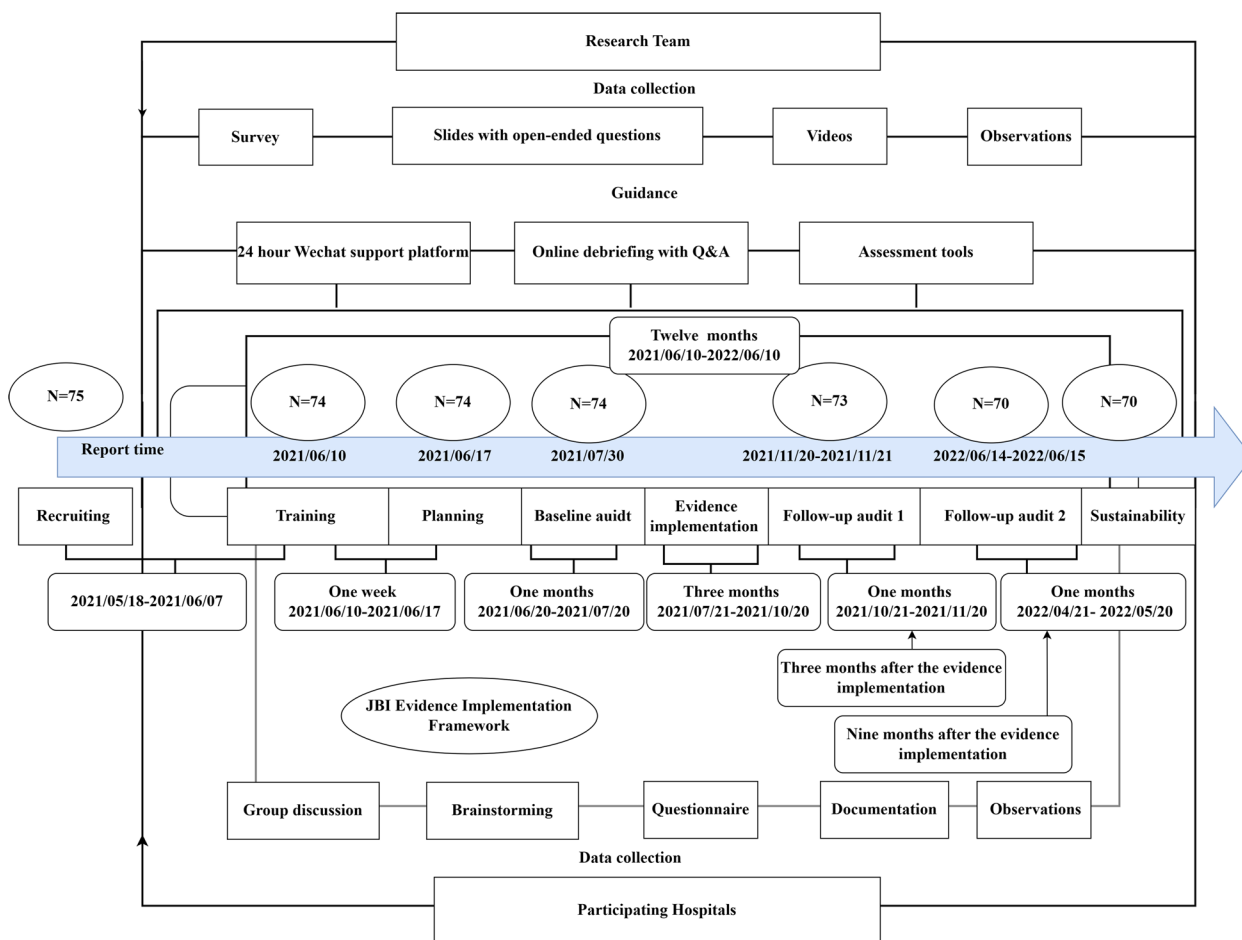 Research Team
Data collection
Survey
Slides with open-ended questions
Videos
Observations
Guidance
24 hour Wechat support platform
Online debriefing with Q&A
Assessment tools
Twelve months
2021/06/10-2022/06/10
N=75
N=74
N=74
N=74
N=73
N=70
N=70
Report time
2021/06/10
2021/06/17
2021/07/30
2021/11/20-2021/11/21
2022/06/14-2022/06/15
Recruiting
Training
Planning
Baseline auidt
Evidence
implementation
Follow-up audit 1
Follow-up audit 2
Sustainability
2021/05/18-2021/06/07
One week
2021/06/10-2021/06/17
One months
2021/06/20-2021/07/20
Three months
2021/07/21-2021/10/20
One months
2021/10/21-2021/11/20
One months
2022/04/21- 2022/05/20
Three months after the evidence
implementation
JBI Evidence Implementation
Framework
Nine months after the evidence
implementation
Group discussion
Brainstorming
Questionnaire
Documentation
Observations
Data collection
Participating Hospitals